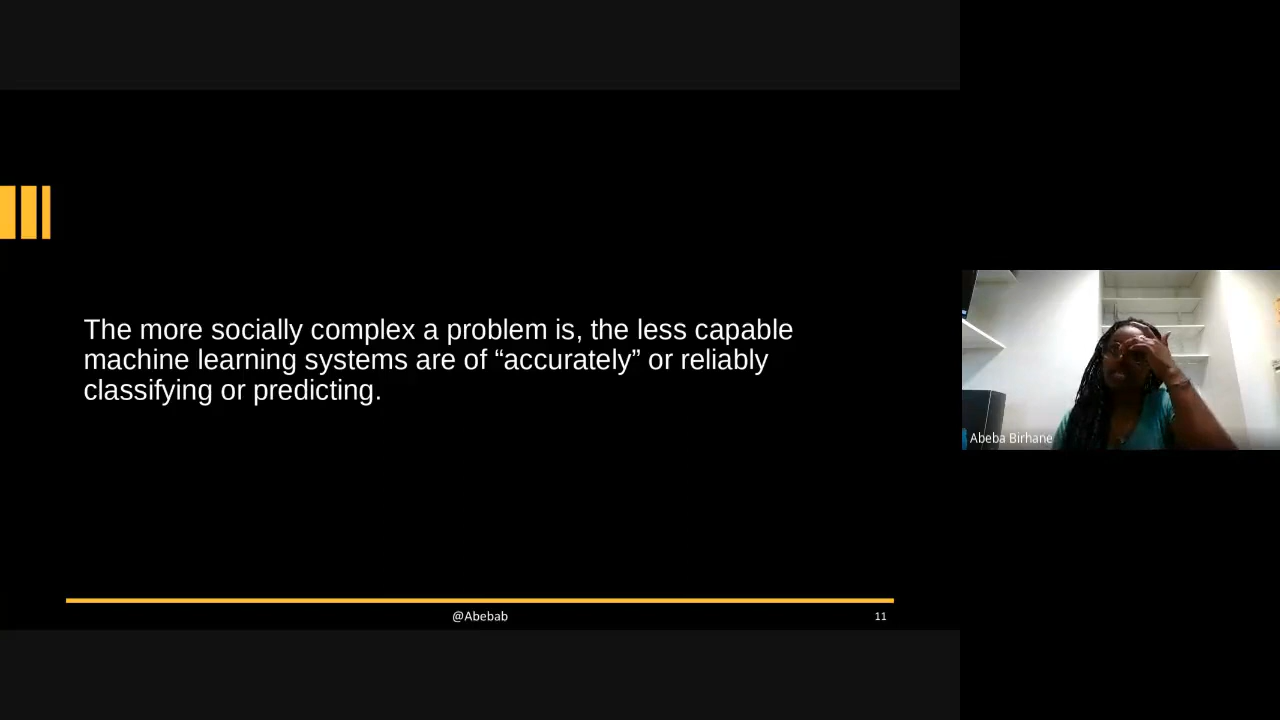 The more socially complex a problem is, the less capable
machine learning systems are of “accurately” or reliably
classifying or predicting.
Abeba Birhane
@Abebab
11